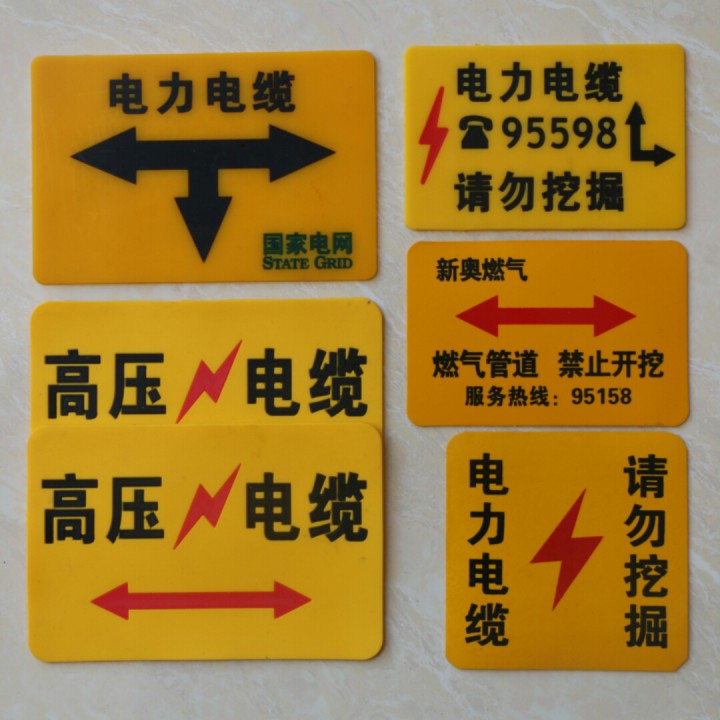 电力电缆
国家电网
STATE GRID
电力电缆
☎95598
请勿挖掘
新奥燃气
燃气管道 禁止开挖
服务热线：95158
高压 电缆
高压 电缆
电力电缆
请勿挖掘